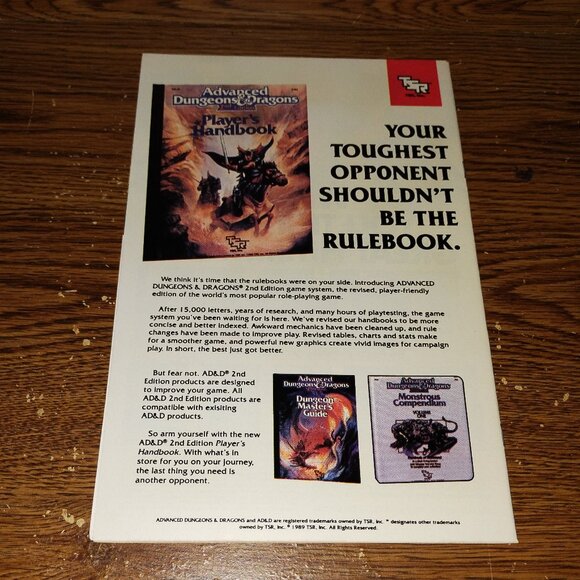 Advanced
Dungeons & Dragons
Player's
Handbook
TSR
TSR
YOUR
TOUGHEST
OPPONENT
SHOULDN'T
BE THE
RULEBOOK.
We think it's time that the rulebooks were on your side. Introducing ADVANCED
DUNGEONS & DRAGONS® 2nd Edition game system, the revised, player-friendly
edition of the world's most popular role-playing game.
After 15,000 letters, years of research, and many hours of playtesting, the game
system you've been waiting for is here. We've revised our handbooks to be more
concise and better indexed. Awkward mechanics have been cleaned up, and rule
changes have been made to improve play. Revised tables, charts and stats make
for a smoother game, and powerful new graphics create vivid images for campaign
play. In short, the best just got better.
But fear not. AD&D® 2nd
Edition products are designed
to improve your game. All
AD&D® 2nd Edition products are
compatible with exisiting
AD&D products.
So arm yourself with the new
AD&D® 2nd Edition Player's
Handbook. With what's in
store for you on your journey,
the last thing you need is
another opponent.
Advanced
Dungeons & Dragons
Dungeon
Master's
Guide
Advanced
Dungeons & Dragons
Monstrous
Compendium
VOLUME
ONE
ADVANCED DUNGEONS & DRAGONS and AD&D are registered trademarks owned by TSR, Inc. ™ designates other trademarks
owned by TSR, Inc. © 1989 TSR, Inc. All Rights Reserved.